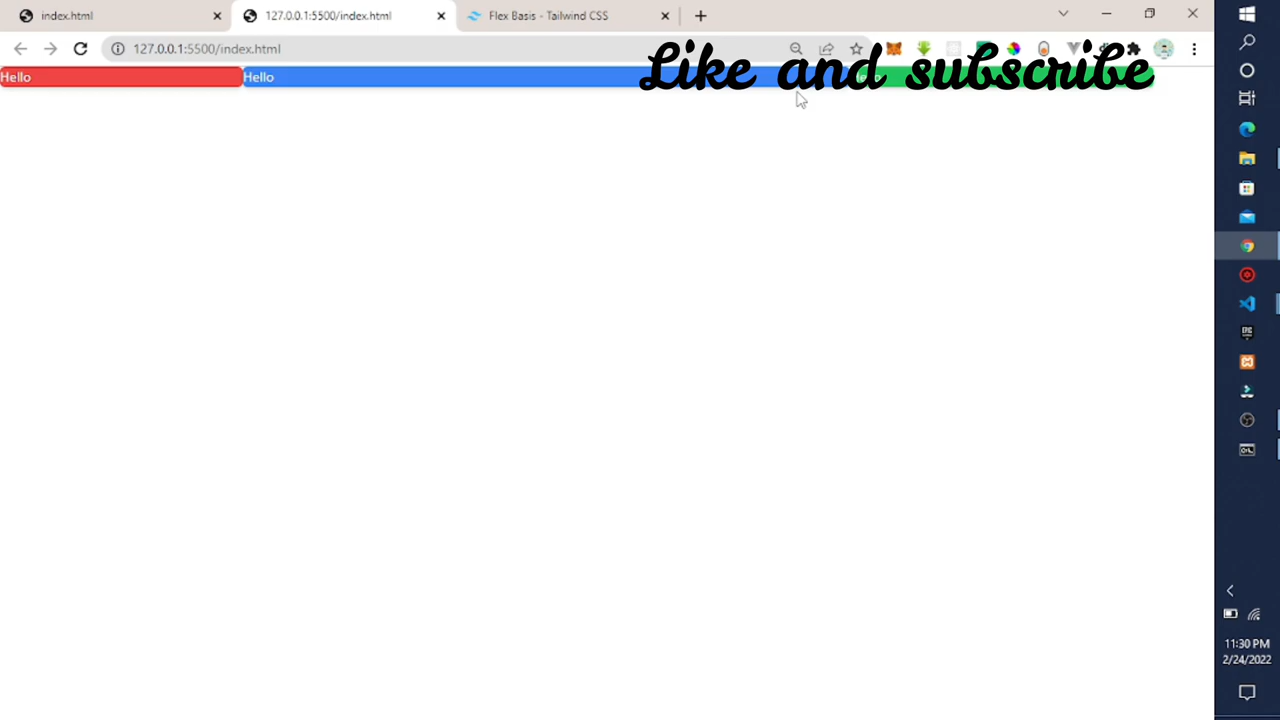 index.html
127.0.0.1:5500/index.html
Flex Basis - Tailwind CSS
127.0.0.1:5500/index.html
Like and subscribe
Hello
Hello
EPIC
11:30 PM
2/24/2022